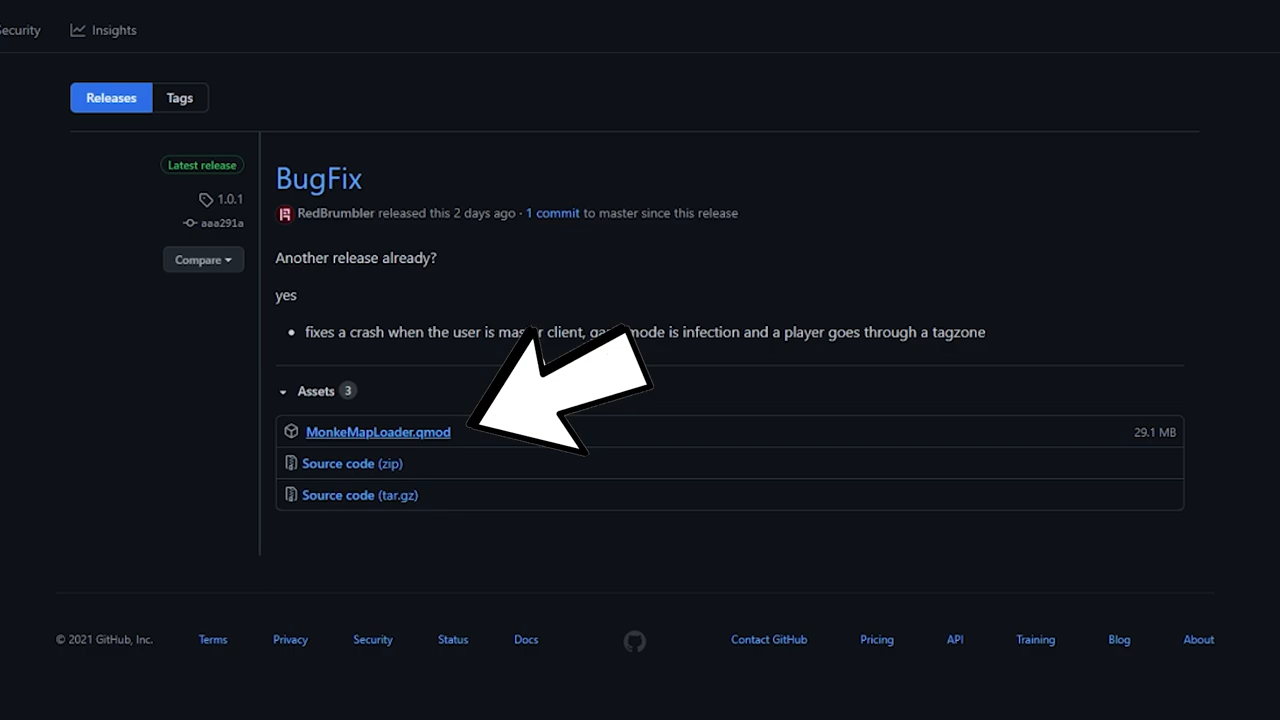 Security
Insights
Releases
Tags
Latest release
1.0.1
aaa291a
Compare
BugFix
RedBrumbler released this 2 days ago · 1 commit to master since this release
Another release already?
yes
• fixes a crash when the user is master client, mode is infection and a player goes through a tagzone
Assets 3
MonkeMapLoader.qmod 29.1 MB
Source code (zip)
Source code (tar.gz)
© 2021 GitHub, Inc. Terms Privacy Security Status Docs Contact GitHub Pricing API Training Blog About